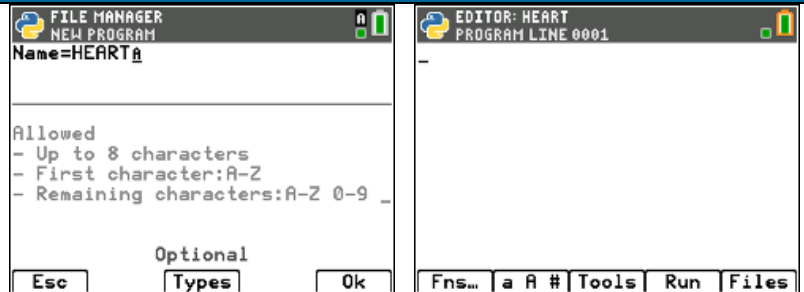 FILE MANAGER
NEW PROGRAM
A
Name=HEARTA
Allowed
- Up to 8 characters
- First character:A-Z
- Remaining characters:A-Z 0-9 _
Optional
Esc
Types
Ok
EDITOR: HEART
PROGRAM LINE 0001
_
Fns…
a A #
Tools
Run
Files